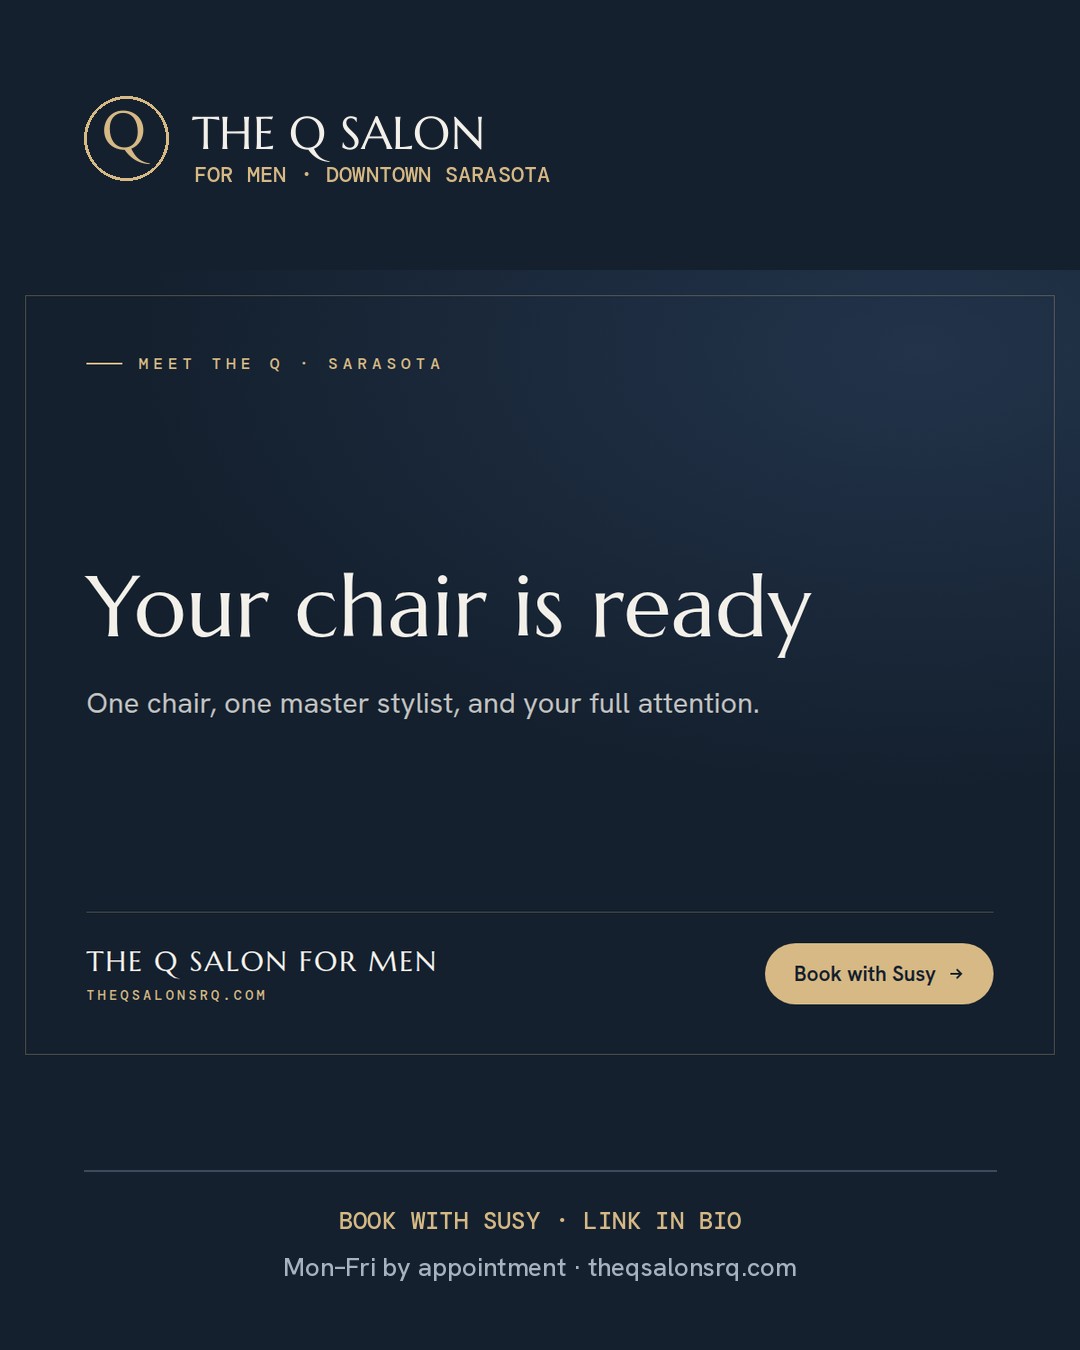 Q
THE Q SALON
FOR MEN · DOWNTOWN SARASOTA
MEET THE Q · SARASOTA
Your chair is ready
One chair, one master stylist, and your full attention.
THE Q SALON FOR MEN
THEQSALONSRQ.COM
Book with Susy →
BOOK WITH SUSY · LINK IN BIO
Mon–Fri by appointment · theqsalonsrq.com